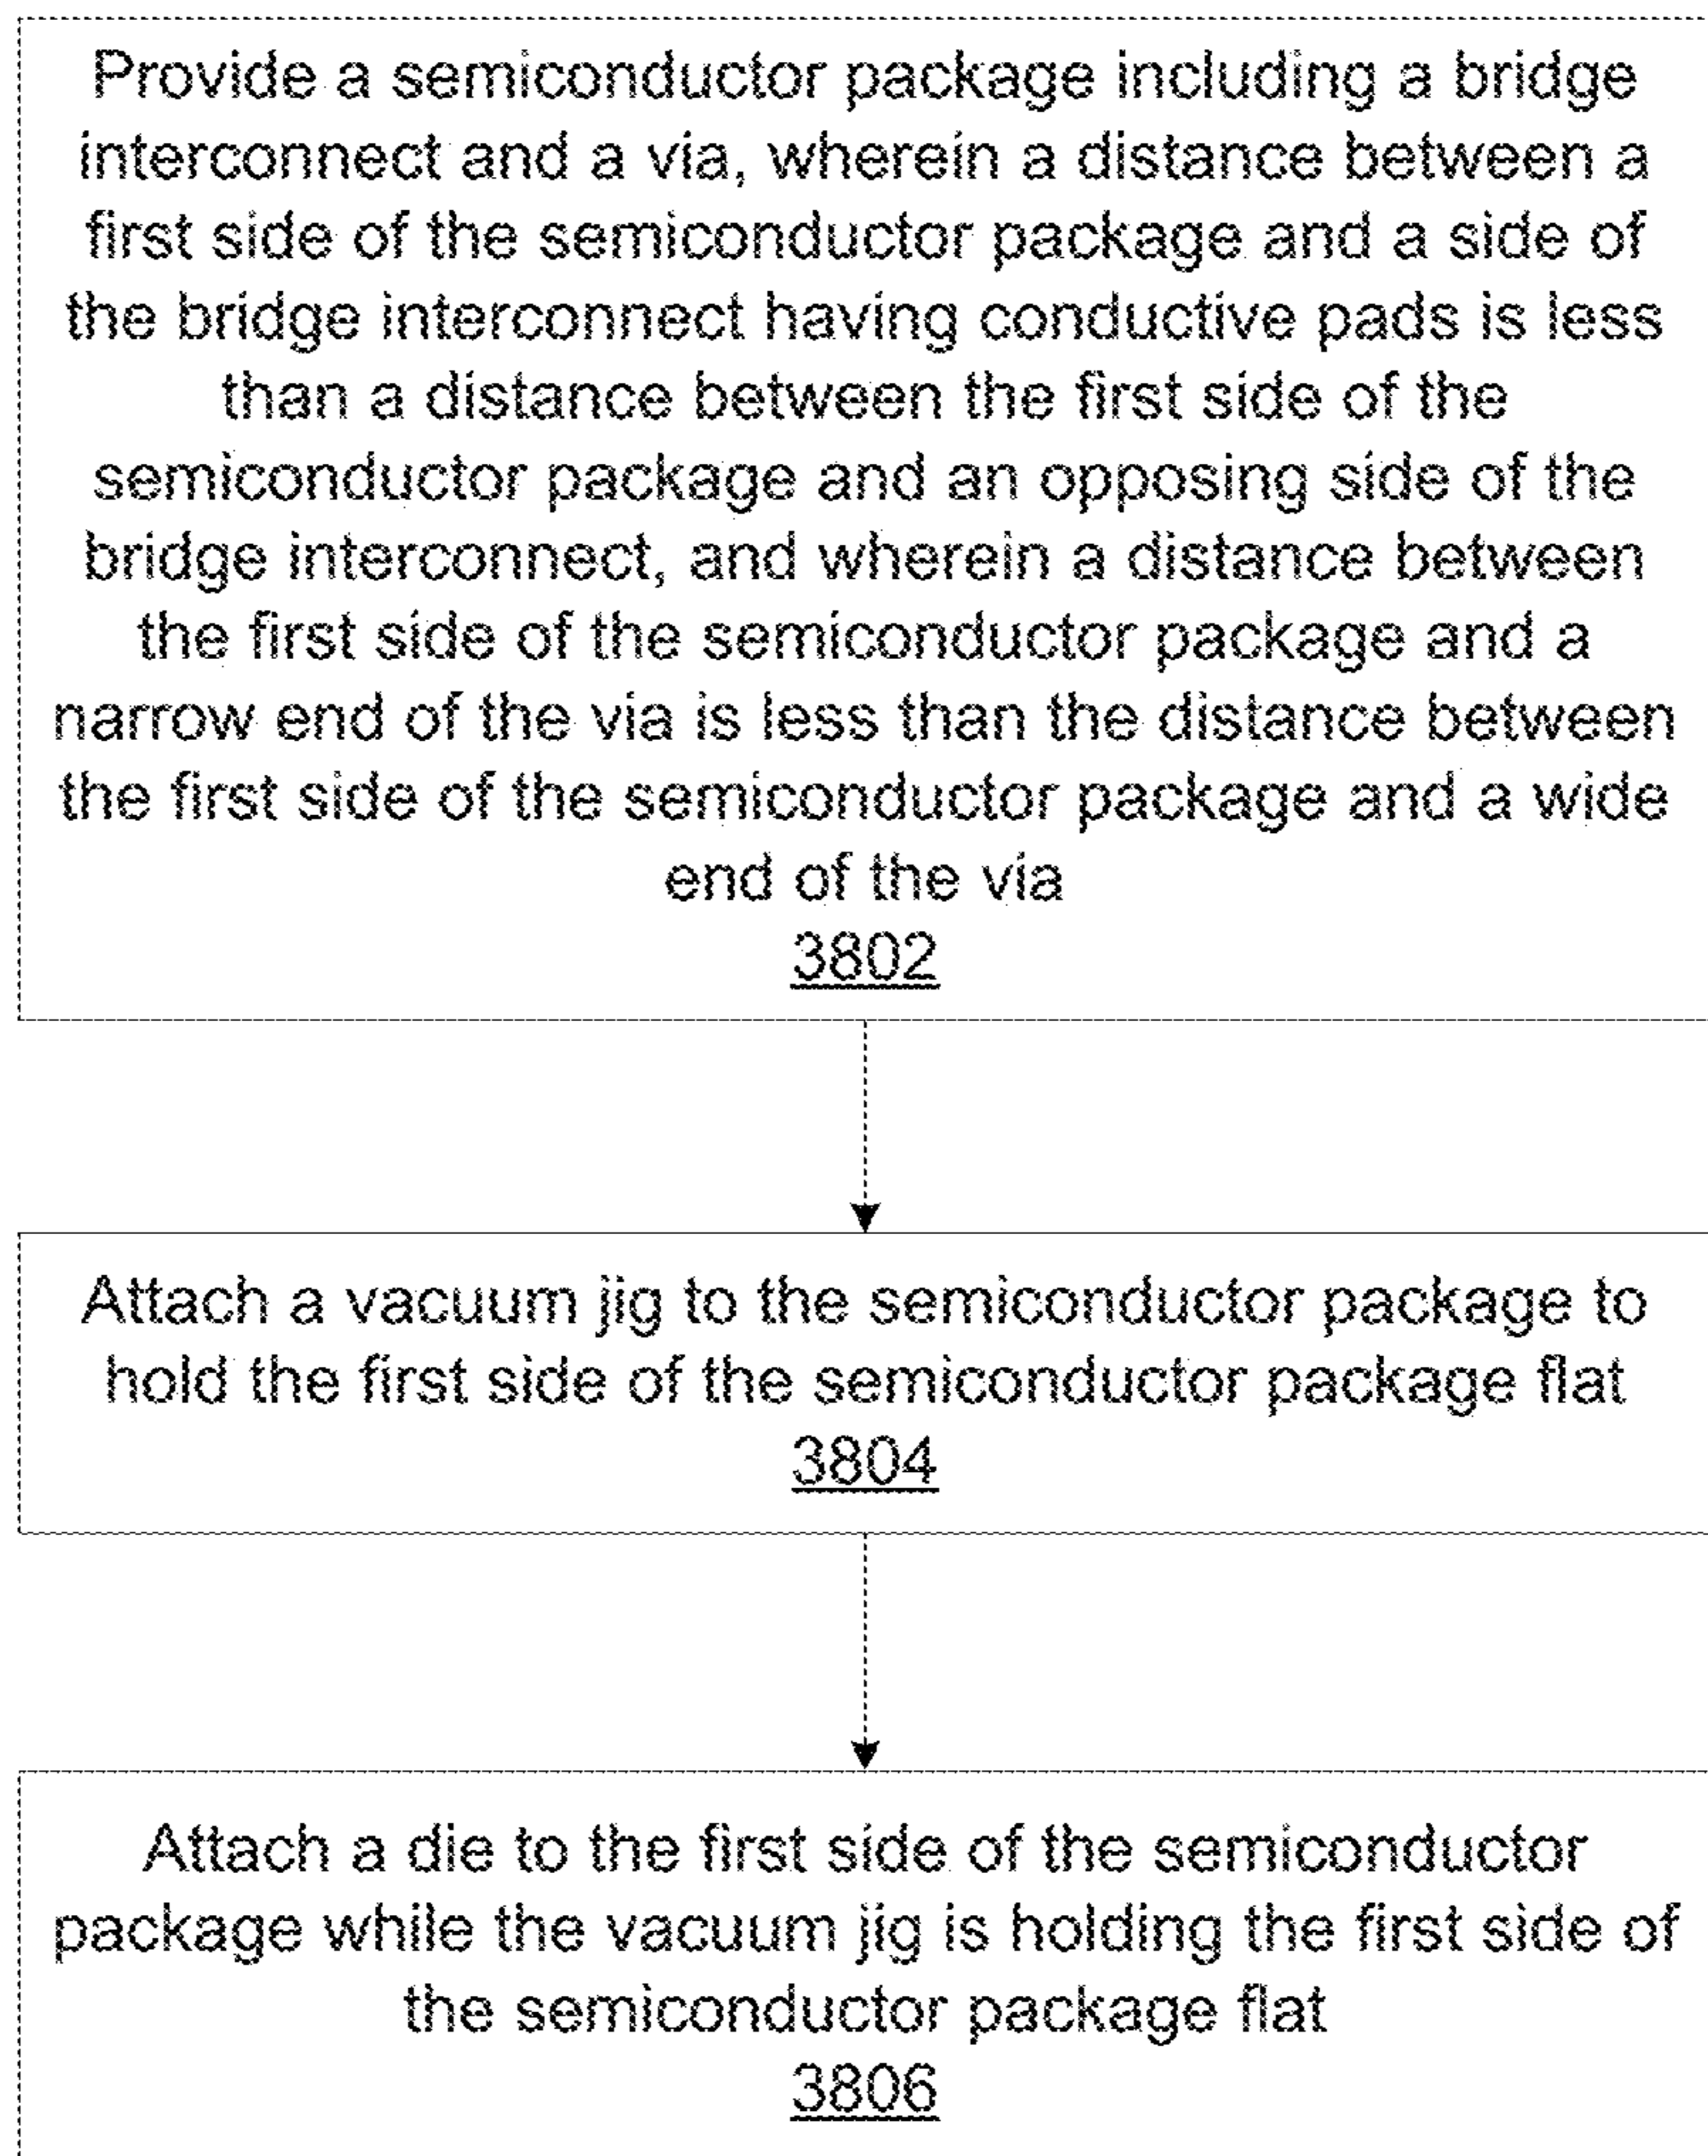 Provide a semiconductor package including a bridge
interconnect and a via, wherein a distance between a
first side of the semiconductor package and a side of
the bridge interconnect having conductive pads is less
than a distance between the first side of the
semiconductor package and an opposing side of the
bridge interconnect, and wherein a distance between
the first side of the semiconductor package and a
narrow end of the via is less than the distance between
the first side of the semiconductor package and a wide
end of the via
3802
Attach a vacuum jig to the semiconductor package to
hold the first side of the semiconductor package flat
3804
Attach a die to the first side of the semiconductor
package while the vacuum jig is holding the first side of
the semiconductor package flat
3806